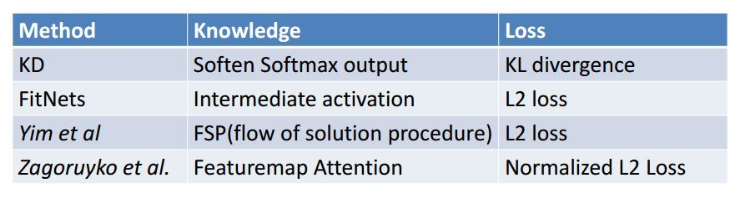 Method Knowledge Loss
KD Soften Softmax output KL divergence
FitNets Intermediate activation L2 loss
Yim et al FSP(flow of solution procedure) L2 loss
Zagoruyko et al. Featuremap Attention Normalized L2 Loss